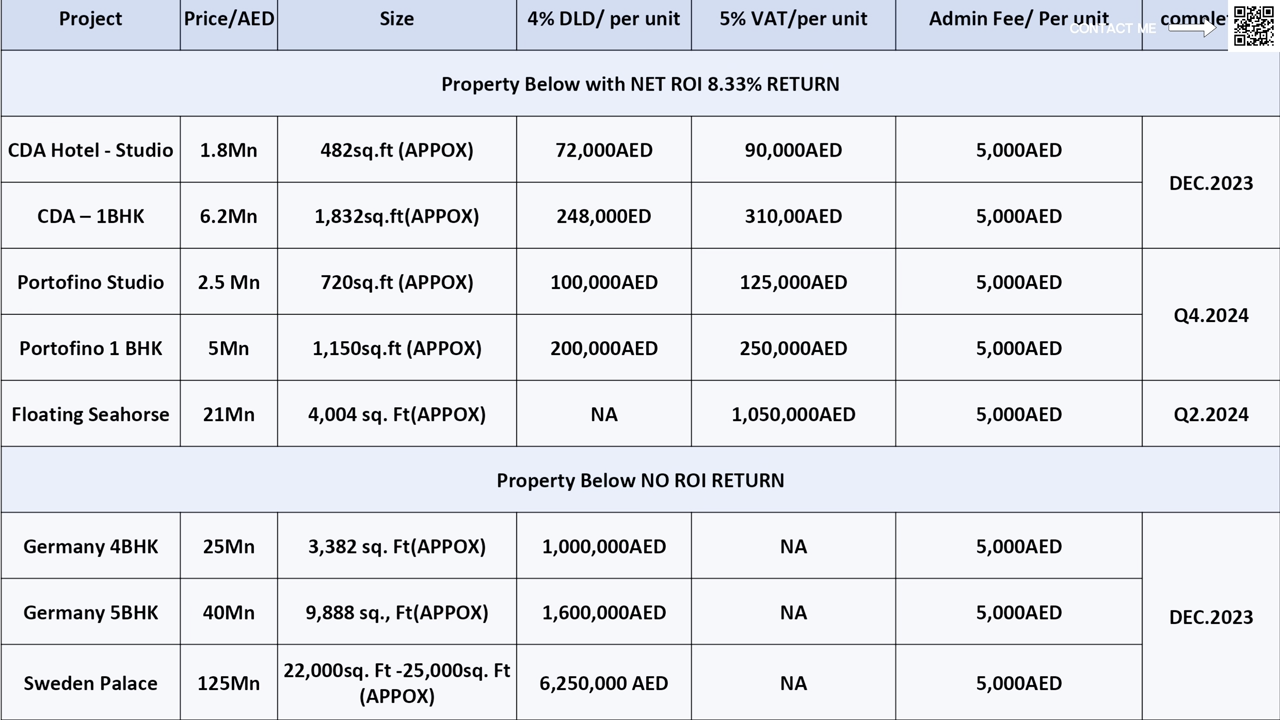 Project Price/AED Size 4% DLD/ per unit 5% VAT/per unit Admin Fee/ Per unit
CONTACT ME
Property Below with NET ROI 8.33% RETURN
CDA Hotel - Studio 1.8Mn 482sq.ft (APPOX) 72,000AED 90,000AED 5,000AED DEC.2023
CDA – 1BHK 6.2Mn 1,832sq.ft(APPOX) 248,000ED 310,00AED 5,000AED
Portofino Studio 2.5 Mn 720sq.ft (APPOX) 100,000AED 125,000AED 5,000AED Q4.2024
Portofino 1 BHK 5Mn 1,150sq.ft (APPOX) 200,000AED 250,000AED 5,000AED
Floating Seahorse 21Mn 4,004 sq. Ft(APPOX) NA 1,050,000AED 5,000AED Q2.2024
Property Below NO ROI RETURN
Germany 4BHK 25Mn 3,382 sq. Ft(APPOX) 1,000,000AED NA 5,000AED DEC.2023
Germany 5BHK 40Mn 9,888 sq., Ft(APPOX) 1,600,000AED NA 5,000AED
Sweden Palace 125Mn 22,000sq. Ft -25,000sq. Ft 6,250,000 AED NA 5,000AED
(APPOX)